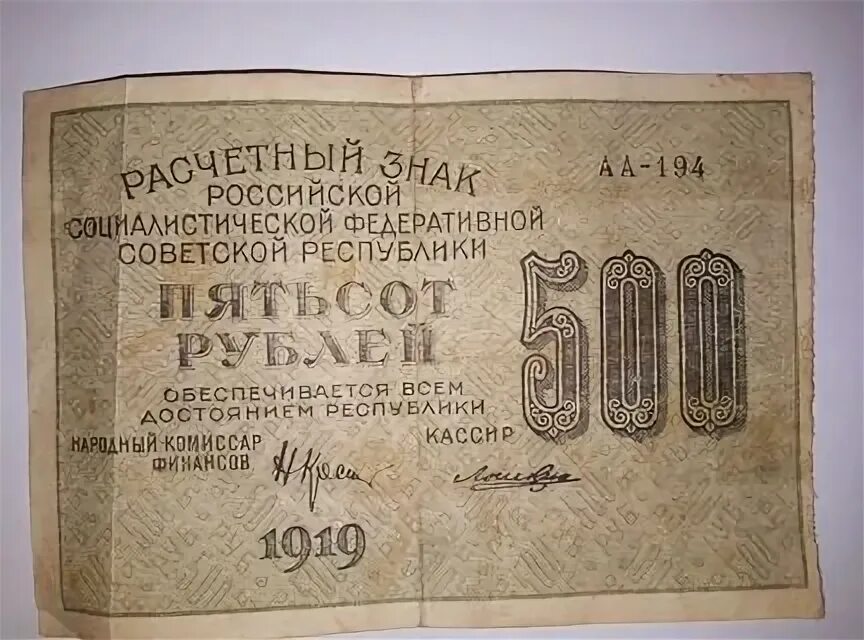 РАСЧЕТНЫЙ ЗНАК
РОССИЙСКОЙ
СОЦИАЛИСТИЧЕСКОЙ ФЕДЕРАТИВНОЙ
СОВЕТСКОЙ РЕСПУБЛИКИ
АА-194
ПЯТЬСОТ
РУБЛЕЙ
500
ОБЕСПЕЧИВАЕТСЯ ВСЕМ
ДОСТОЯНИЕМ РЕСПУБЛИКИ
НАРОДНЫЙ КОМИССАР
ФИНАНСОВ
КАССИР
1919